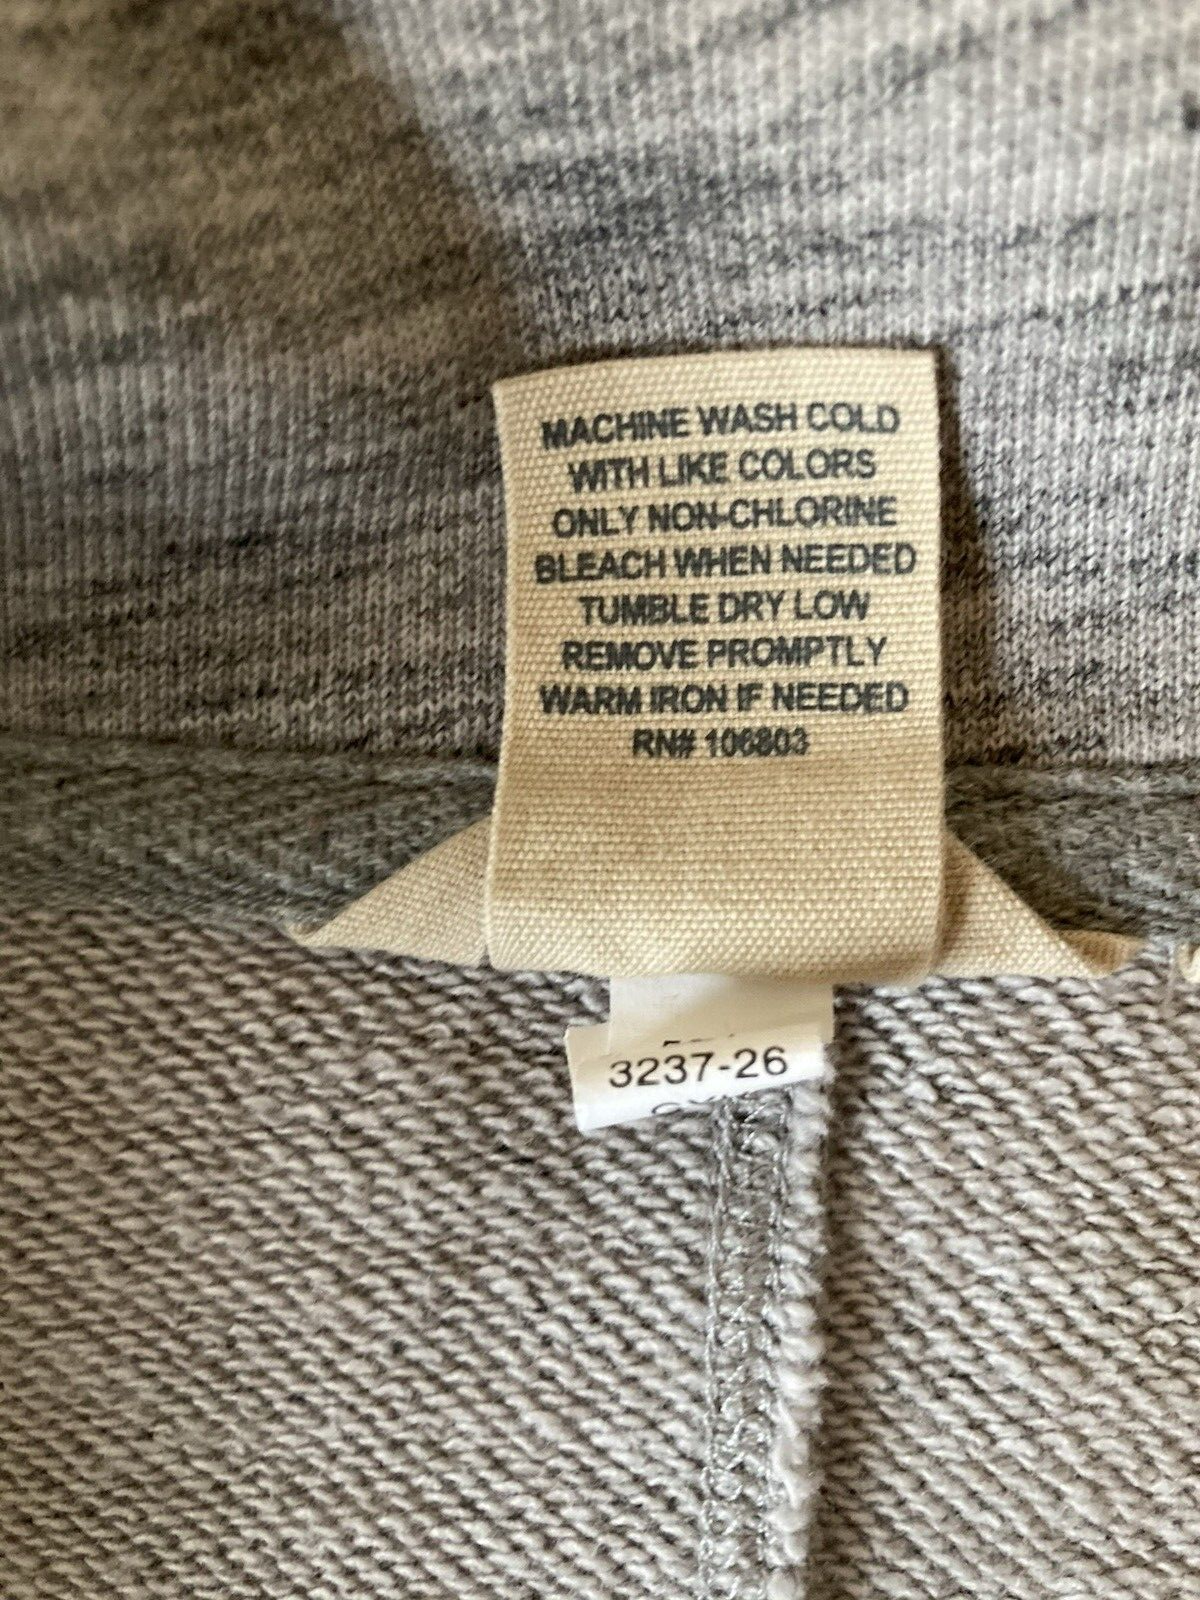 MACHINE WASH COLD
WITH LIKE COLORS
ONLY NON-CHLORINE
BLEACH WHEN NEEDED
TUMBLE DRY LOW
REMOVE PROMPTLY
WARM IRON IF NEEDED
RN# 106803
3237-26